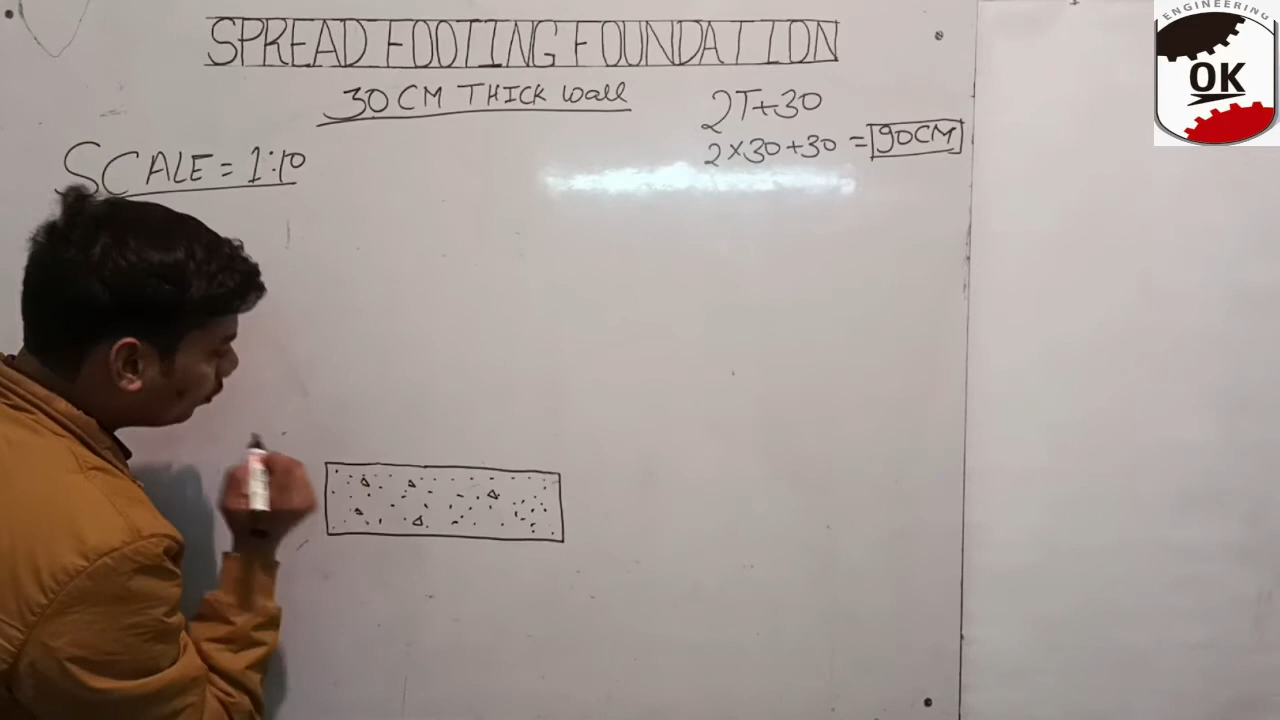 SPREAD FOOTING FOUNDATION
30 CM THICK wall
2T+30
2×30+30 = 90CM
SCALE = 1:10
ENGINEERING
OK